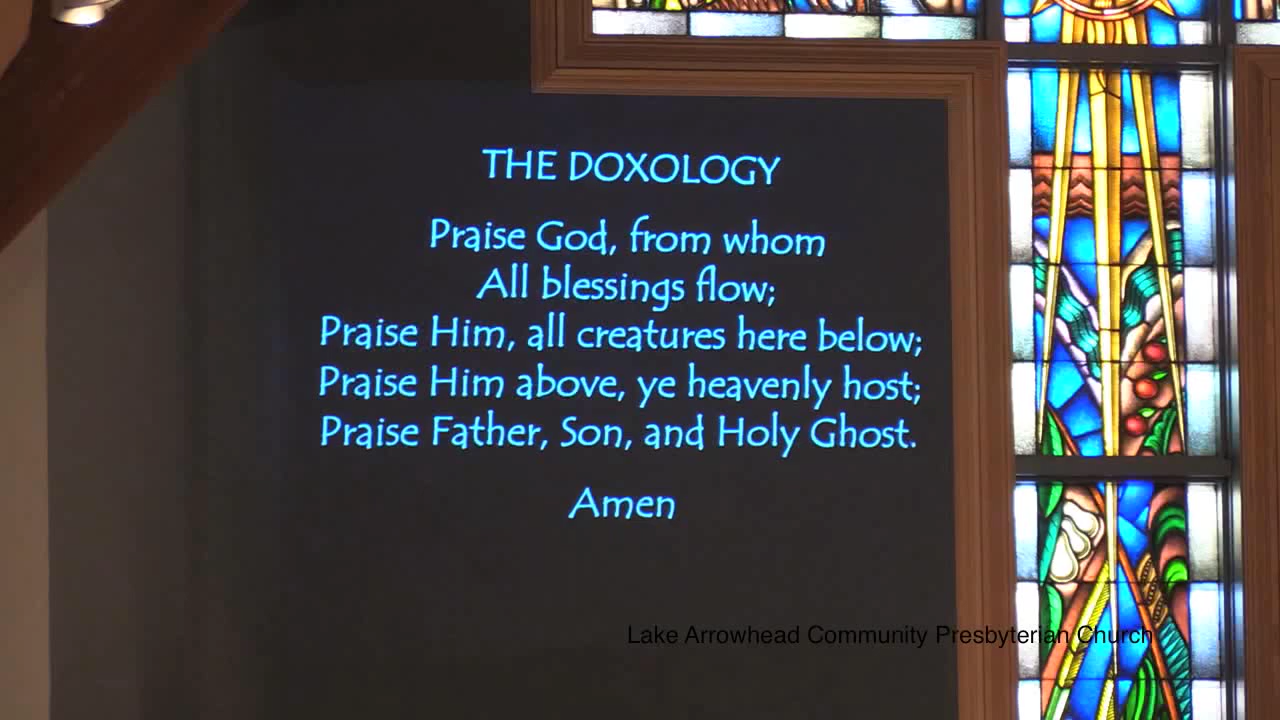 THE DOXOLOGY
Praise God, from whom
All blessings flow;
Praise Him, all creatures here below;
Praise Him above, ye heavenly host;
Praise Father, Son, and Holy Ghost.
Amen
Lake Arrowhead Community Presbyterian Church